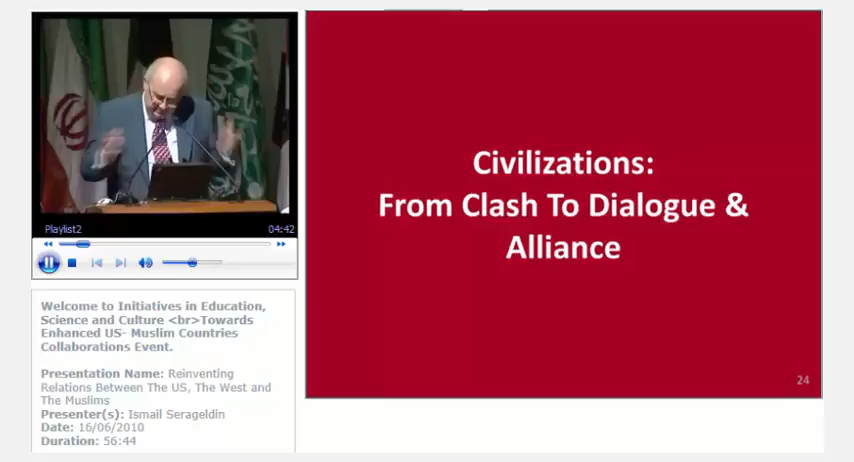 Playlist2 04:42
Welcome to Initiatives in Education,
Science and Culture <br>Towards
Enhanced US- Muslim Countries
Collaborations Event.
Presentation Name: Reinventing
Relations Between The US, The West and
The Muslims
Presenter(s): Ismail Serageldin
Date: 16/06/2010
Duration: 56:44
Civilizations:
From Clash To Dialogue &
Alliance
24